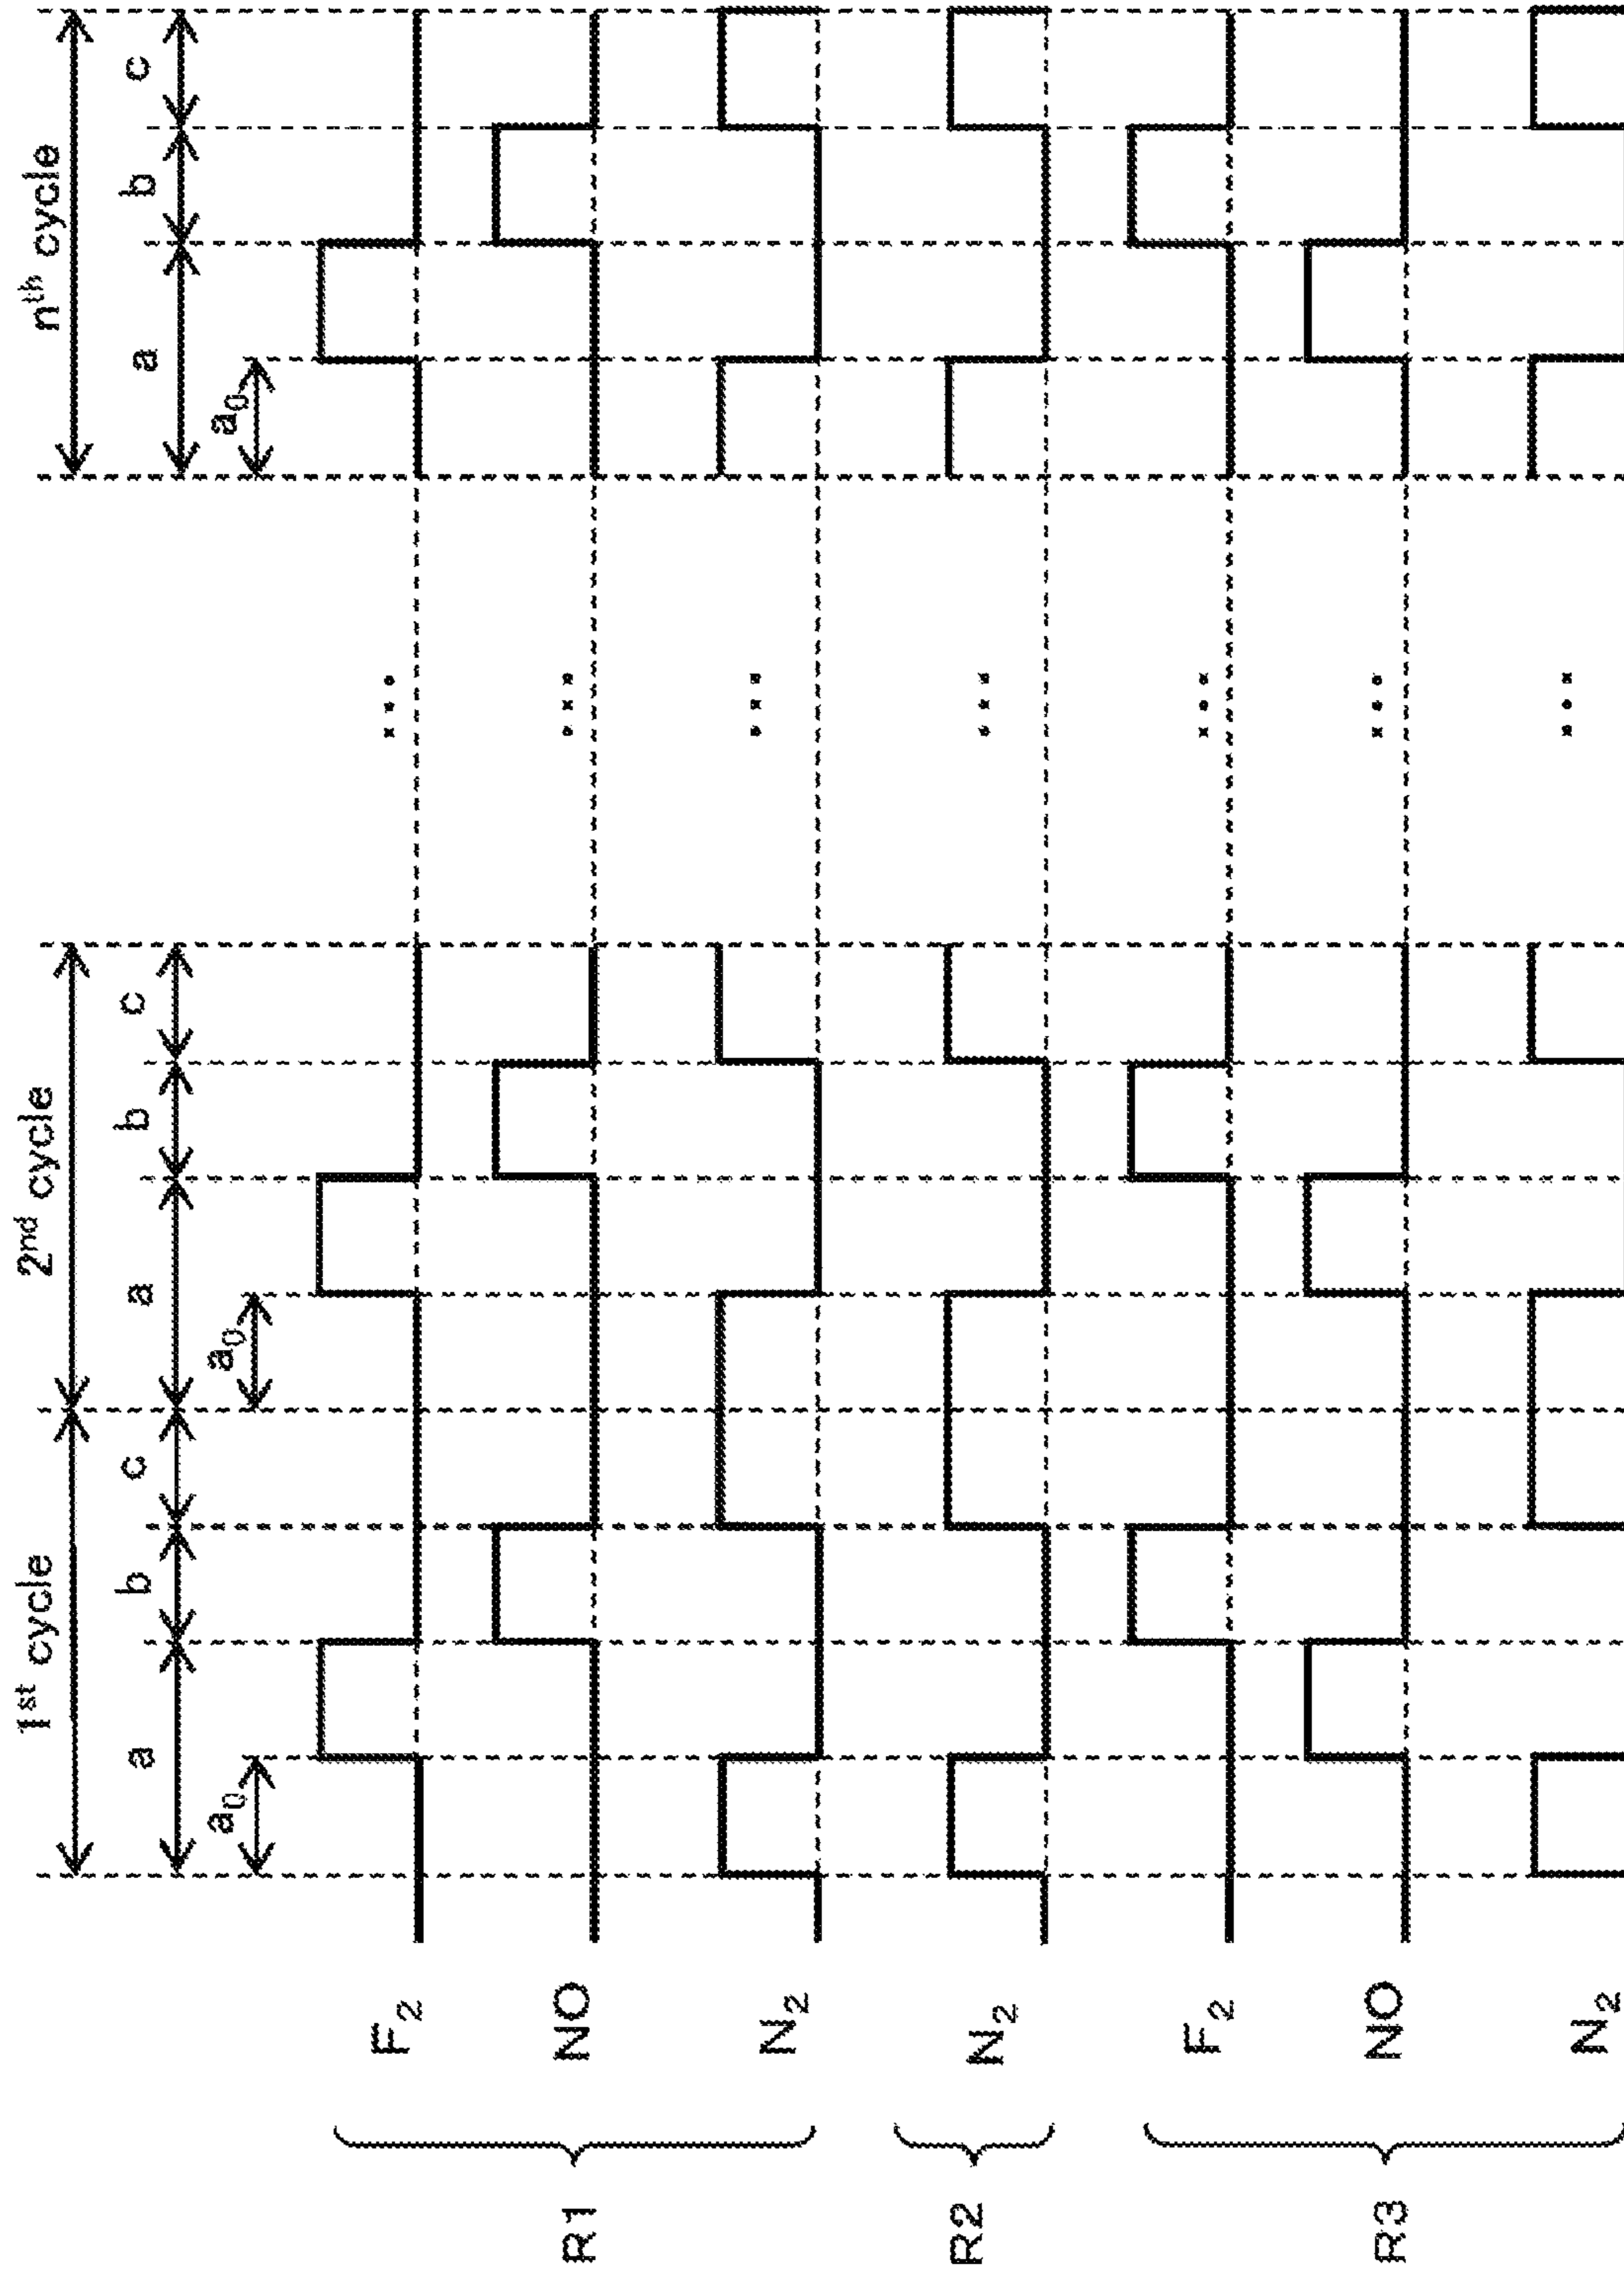 1st cycle 2nd cycle nth cycle
a b c a b c a b c
a0 a0 a0
R1
F2
NO
N2
R2
N2
R3
F2
NO
N2